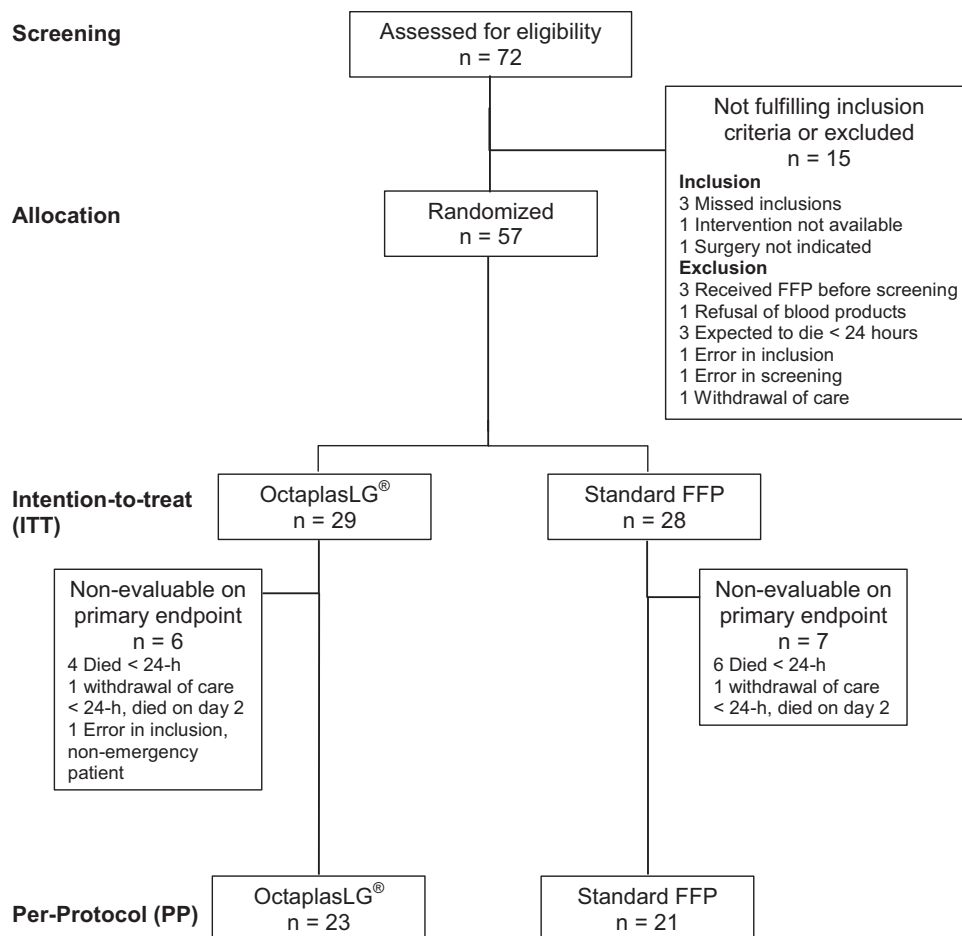 Screening
Assessed for eligibility
n = 72
Not fulfilling inclusion
criteria or excluded
n = 15
Inclusion
3 Missed inclusions
1 Intervention not available
1 Surgery not indicated
Exclusion
3 Received FFP before screening
1 Refusal of blood products
3 Expected to die < 24 hours
1 Error in inclusion
1 Error in screening
1 Withdrawal of care
Allocation
Randomized
n = 57
Intention-to-treat
(ITT)
OctaplasLG®
n = 29
Standard FFP
n = 28
Non-evaluable on
primary endpoint
n = 6
4 Died < 24-h
1 withdrawal of care
< 24-h, died on day 2
1 Error in inclusion,
non-emergency
patient
Non-evaluable on
primary endpoint
n = 7
6 Died < 24-h
1 withdrawal of care
< 24-h, died on day 2
Per-Protocol (PP)
OctaplasLG®
n = 23
Standard FFP
n = 21